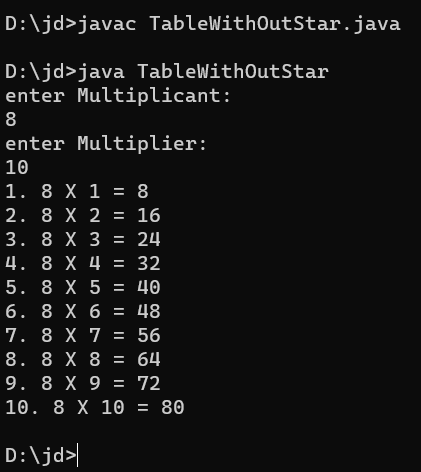 D:\jd>javac TableWithOutStar.java
D:\jd>java TableWithOutStar
enter Multiplicant:
8
enter Multiplier:
10
1. 8 X 1 = 8
2. 8 X 2 = 16
3. 8 X 3 = 24
4. 8 X 4 = 32
5. 8 X 5 = 40
6. 8 X 6 = 48
7. 8 X 7 = 56
8. 8 X 8 = 64
9. 8 X 9 = 72
10. 8 X 10 = 80
D:\jd>